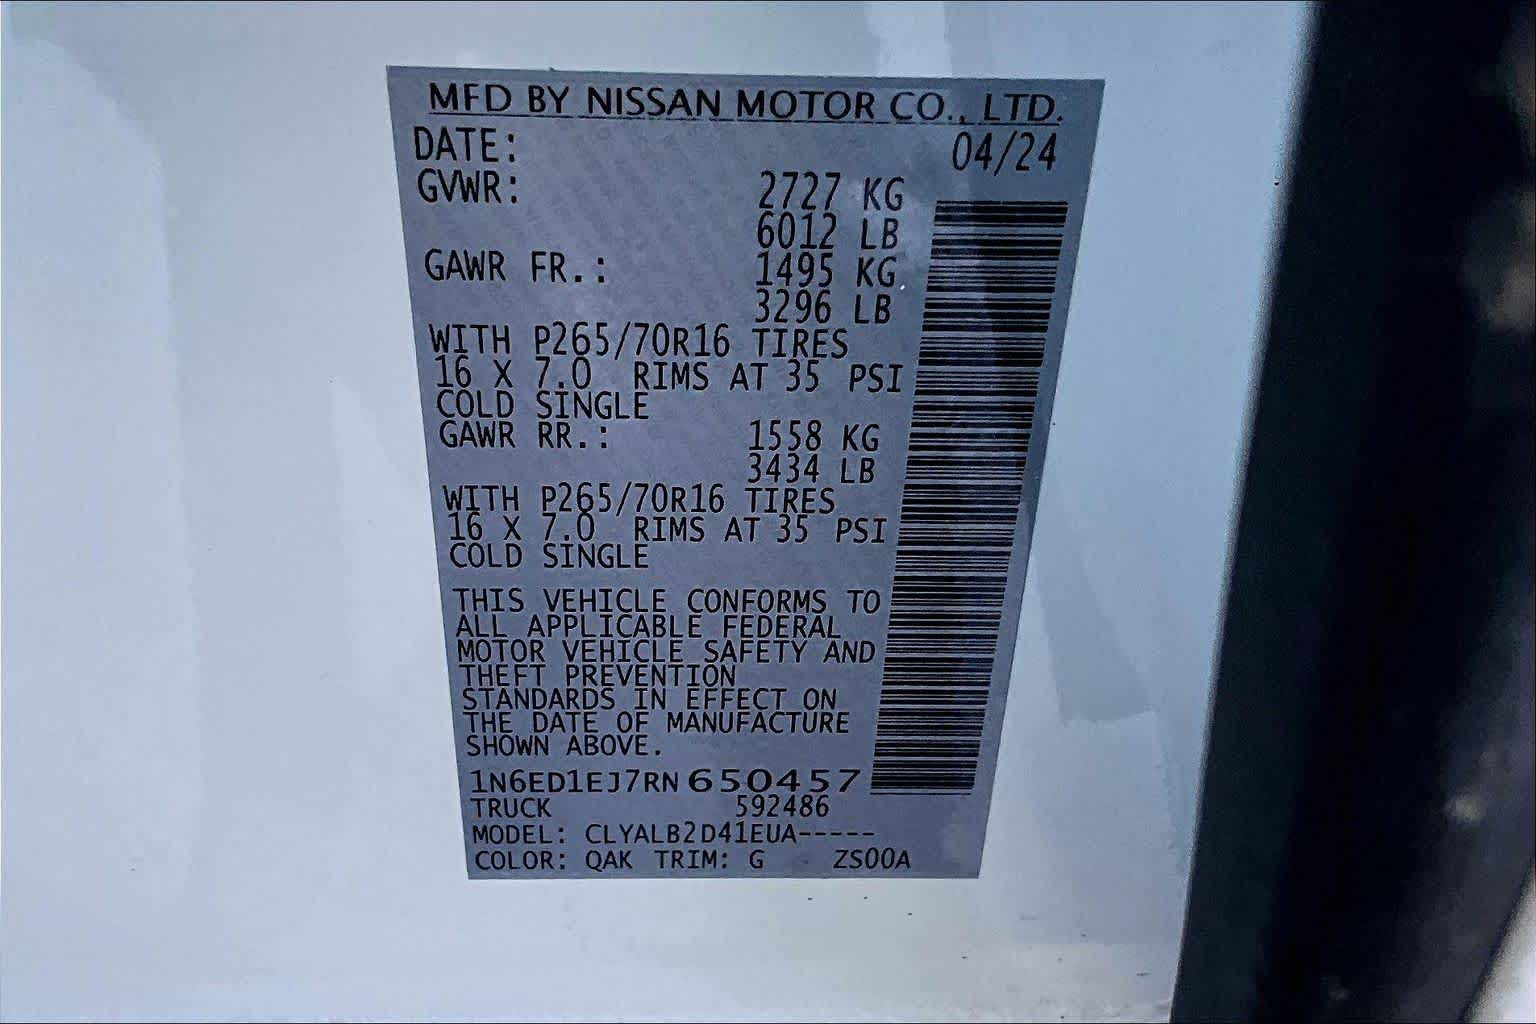 MFD BY NISSAN MOTOR CO., LTD.
DATE: 04/24
GVWR: 2727 KG
6012 LB
GAWR FR.: 1495 KG
3296 LB
WITH P265/70R16 TIRES
16 X 7.0 RIMS AT 35 PSI
COLD SINGLE
GAWR RR.: 1558 KG
3434 LB
WITH P265/70R16 TIRES
16 X 7.0 RIMS AT 35 PSI
COLD SINGLE
THIS VEHICLE CONFORMS TO
ALL APPLICABLE FEDERAL
MOTOR VEHICLE SAFETY AND
THEFT PREVENTION
STANDARDS IN EFFECT ON
THE DATE OF MANUFACTURE
SHOWN ABOVE.
1N6ED1EJ7RN650457
TRUCK 592486
MODEL: CLYALB2D41EUA-----
COLOR: QAK TRIM: G ZS00A